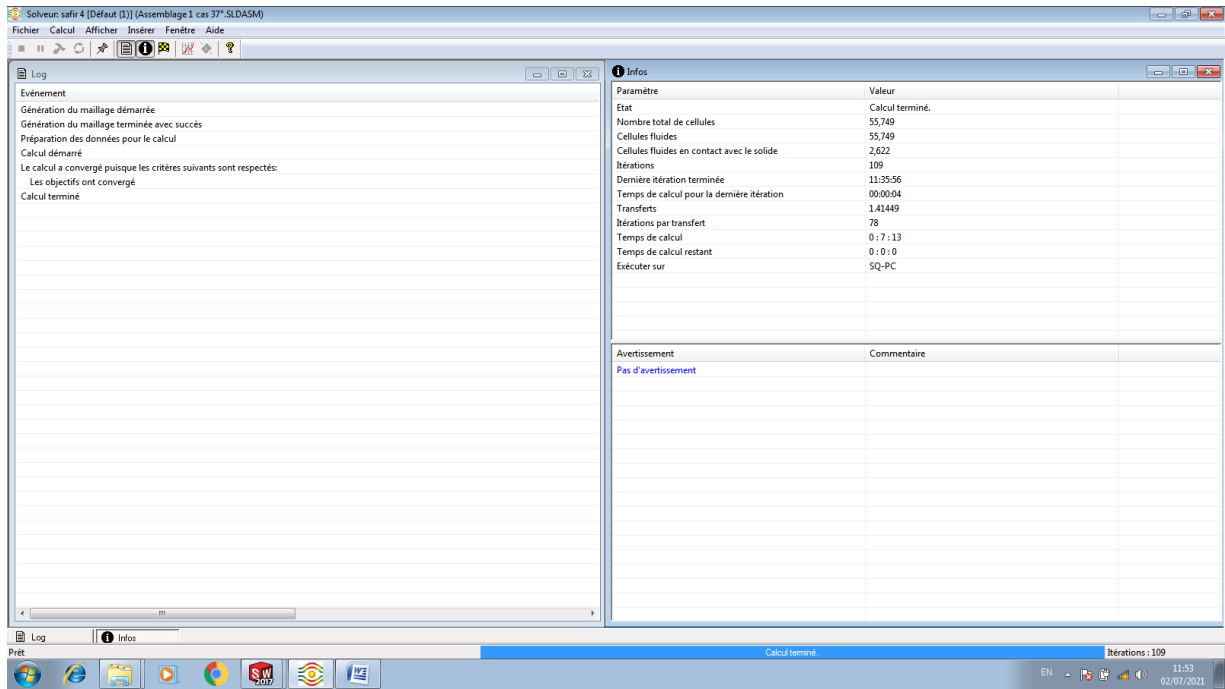 Solveur: safir 4 [Défaut (1)] (Assemblage1 cas 37°.SLDASM)
Fichier Calcul Afficher Insérer Fenêtre Aide
Log
Evénement
Génération du maillage démarrée
Génération du maillage terminée avec succès
Préparation des données pour le calcul
Calcul démarré
Le calcul a convergé puisque les critères suivants sont respectés:
Les objectifs ont convergé
Calcul terminé
Infos
Paramètre Valeur
Etat Calcul terminé.
Nombre total de cellules 55,749
Cellules fluides 55,749
Cellules fluides en contact avec le solide 2,622
Itérations 109
Dernière itération terminée 11:35:56
Temps de calcul pour la dernière itération 00:00:04
Transferts 1.41449
Itérations par transfert 78
Temps de calcul 0 : 7 : 13
Temps de calcul restant 0 : 0 : 0
Exécuter sur SQ-PC
Avertissement Commentaire
Pas d'avertissement
Log Infos
Prêt Calcul terminé. Itérations : 109
SW 2017
W
EN 11:53
02/07/2021